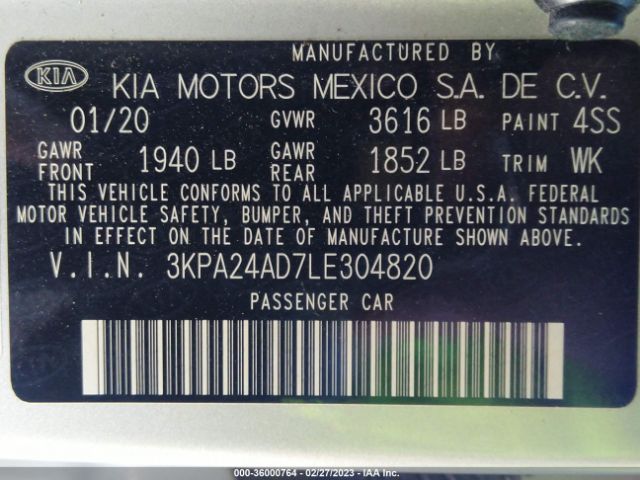 MANUFACTURED BY
KIA KIA MOTORS MEXICO S.A. DE C.V.
01/20 GVWR 3616 LB PAINT 4SS
GAWR FRONT 1940 LB GAWR REAR 1852 LB TRIM WK
THIS VEHICLE CONFORMS TO ALL APPLICABLE U.S.A. FEDERAL
MOTOR VEHICLE SAFETY, BUMPER, AND THEFT PREVENTION STANDARDS
IN EFFECT ON THE DATE OF MANUFACTURE SHOWN ABOVE.
V.I.N. 3KPA24AD7LE304820
PASSENGER CAR
000-36000764 - 02/27/2023 - IAA Inc.